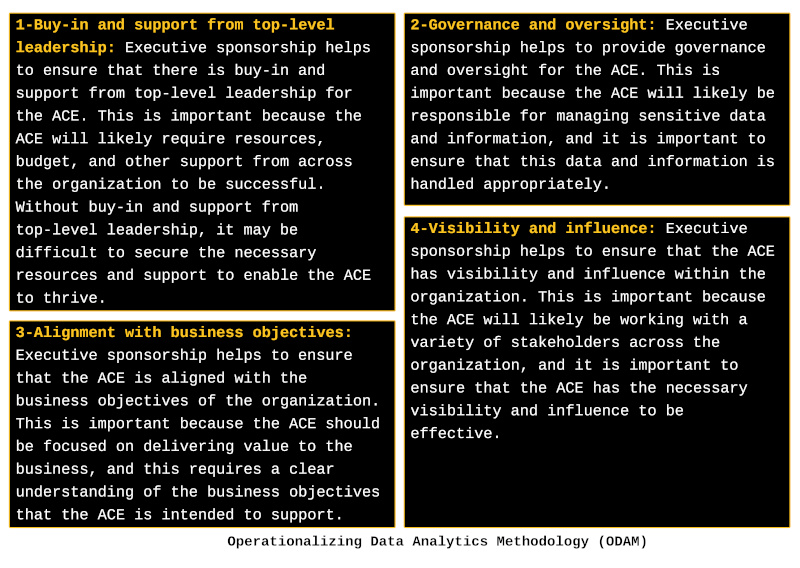 1-Buy-in and support from top-level
leadership: Executive sponsorship helps
to ensure that there is buy-in and
support from top-level leadership for
the ACE. This is important because the
ACE will likely require resources,
budget, and other support from across
the organization to be successful.
Without buy-in and support from
top-level leadership, it may be
difficult to secure the necessary
resources and support to enable the ACE
to thrive.
2-Governance and oversight: Executive
sponsorship helps to provide governance
and oversight for the ACE. This is
important because the ACE will likely be
responsible for managing sensitive data
and information, and it is important to
ensure that this data and information is
handled appropriately.
3-Alignment with business objectives:
Executive sponsorship helps to ensure
that the ACE is aligned with the
business objectives of the organization.
This is important because the ACE should
be focused on delivering value to the
business, and this requires a clear
understanding of the business objectives
that the ACE is intended to support.
4-Visibility and influence: Executive
sponsorship helps to ensure that the ACE
has visibility and influence within the
organization. This is important because
the ACE will likely be working with a
variety of stakeholders across the
organization, and it is important to
ensure that the ACE has the necessary
visibility and influence to be
effective.
Operationalizing Data Analytics Methodology (ODAM)